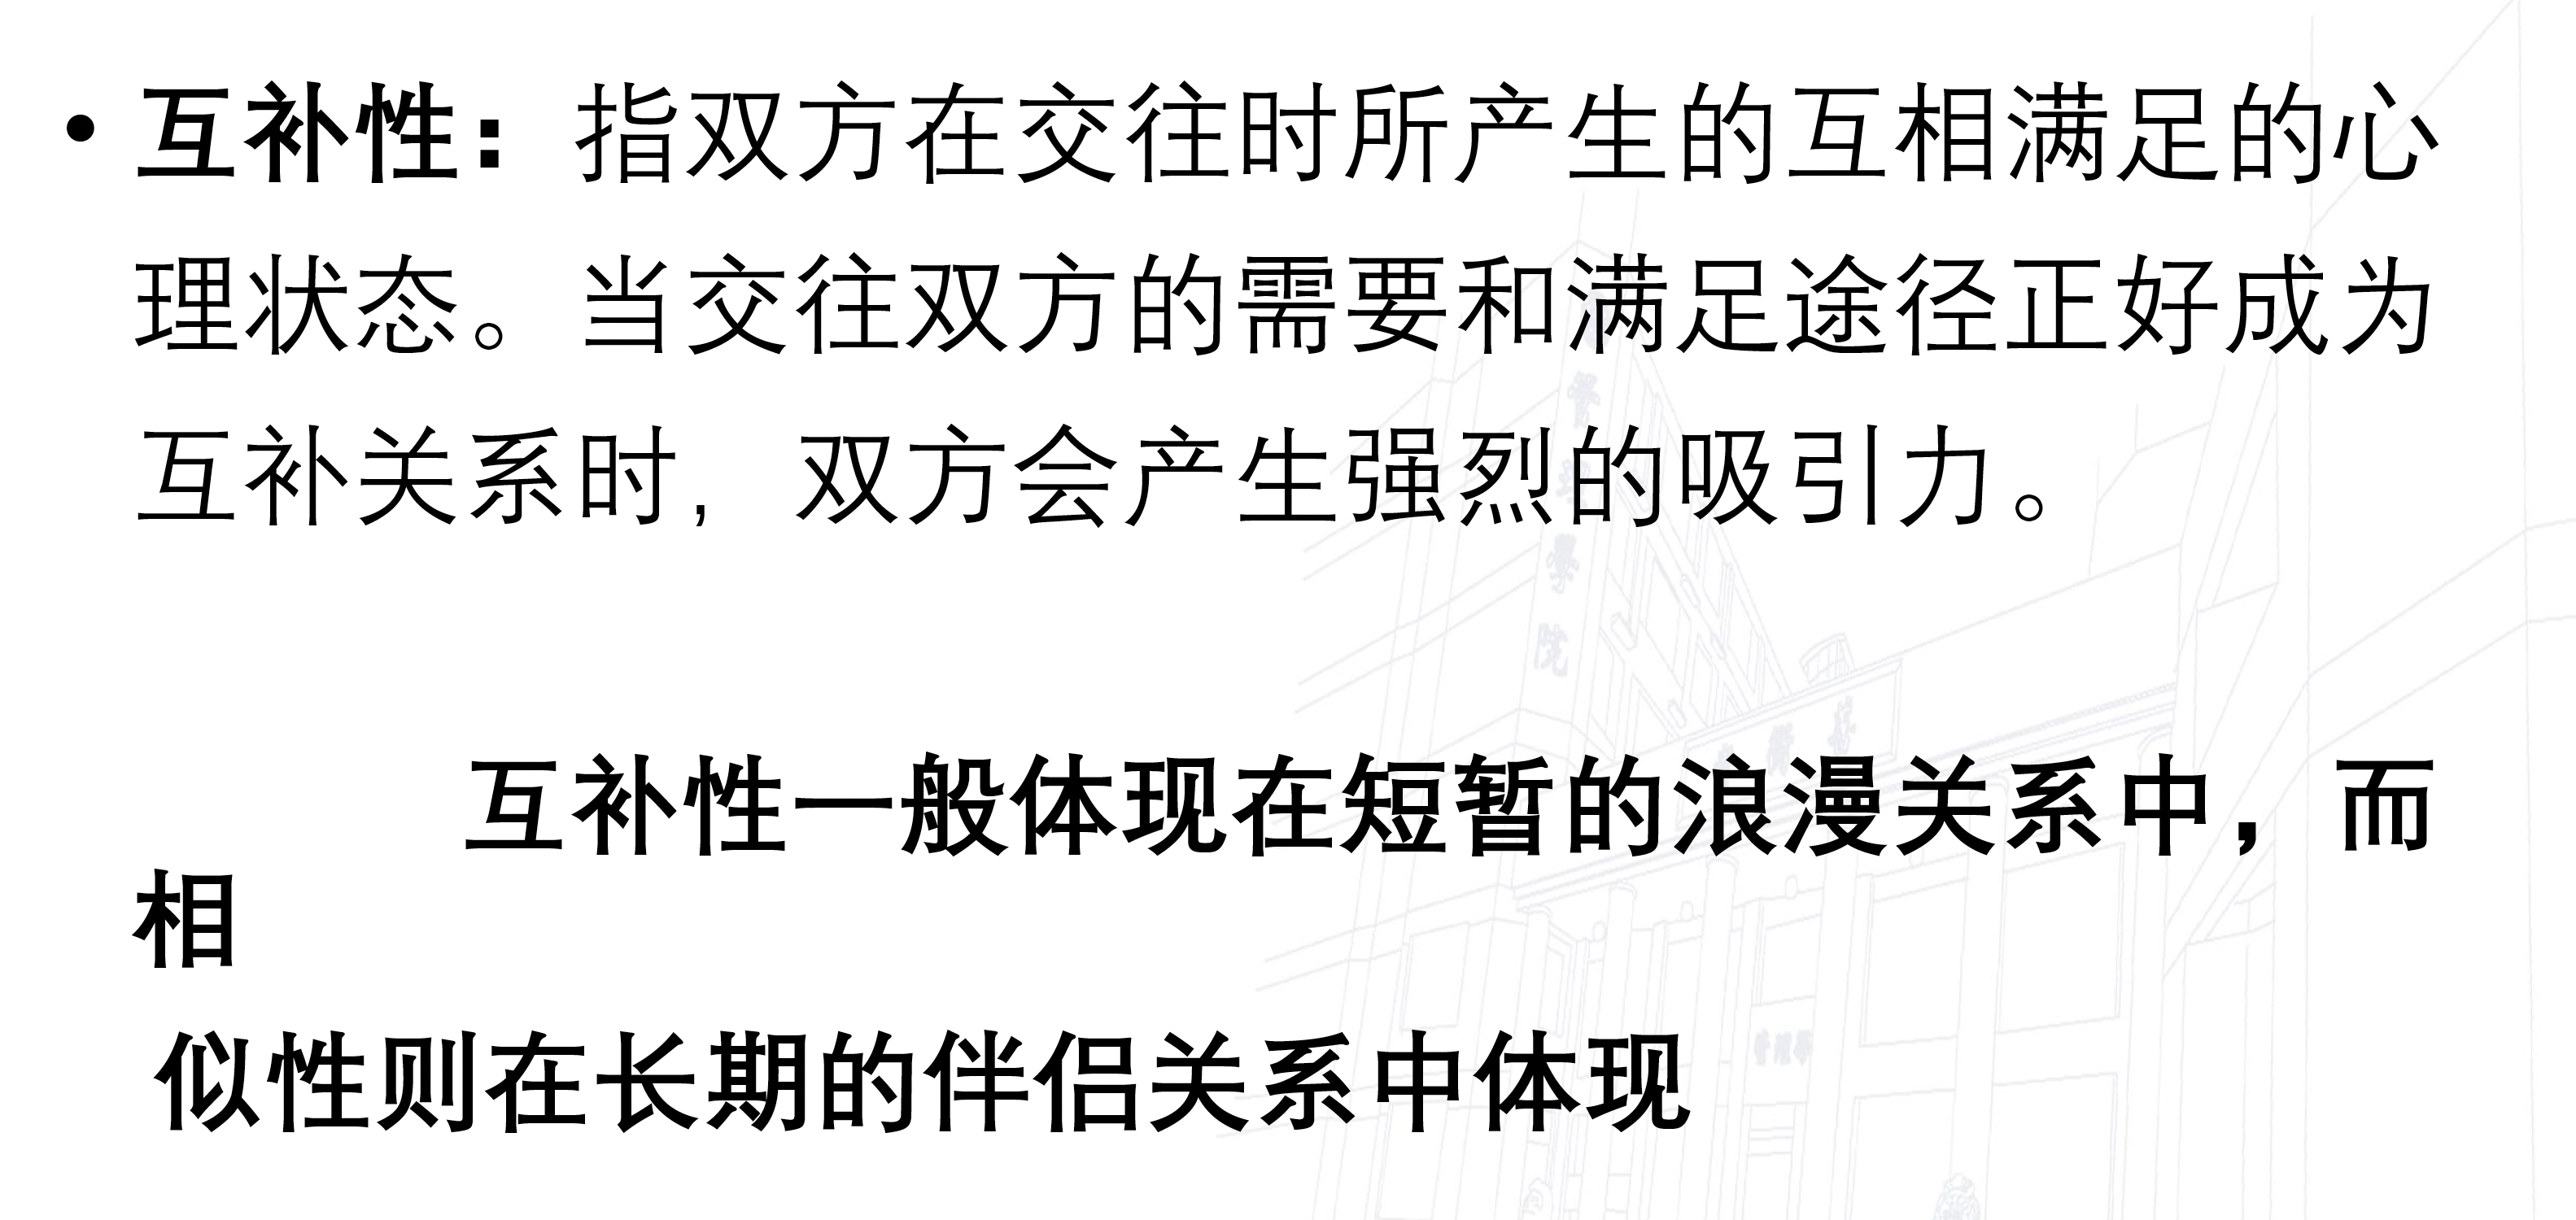 • 互补性：指双方在交往时所产生的互相满足的心
理状态。当交往双方的需要和满足途径正好成为
互补关系时，双方会产生强烈的吸引力。
互补性一般体现在短暂的浪漫关系中，而
相
似性则在长期的伴侣关系中体现
學
學
院